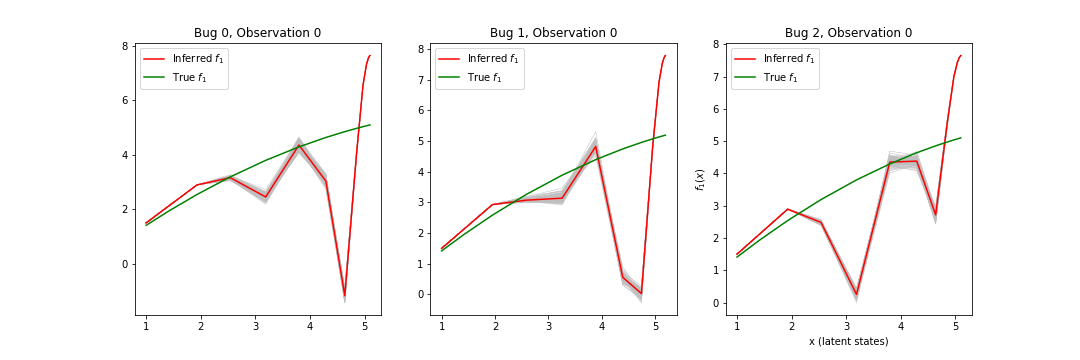 Bug 0, Observation 0
Inferred f₁
True f₁
8
6
4
2
0
1 2 3 4 5
Bug 1, Observation 0
Inferred f₁
True f₁
8
7
6
5
4
3
2
1
0
1 2 3 4 5
Bug 2, Observation 0
Inferred f₁
True f₁
f₁(x)
8
7
6
5
4
3
2
1
0
1 2 3 4 5
x (latent states)